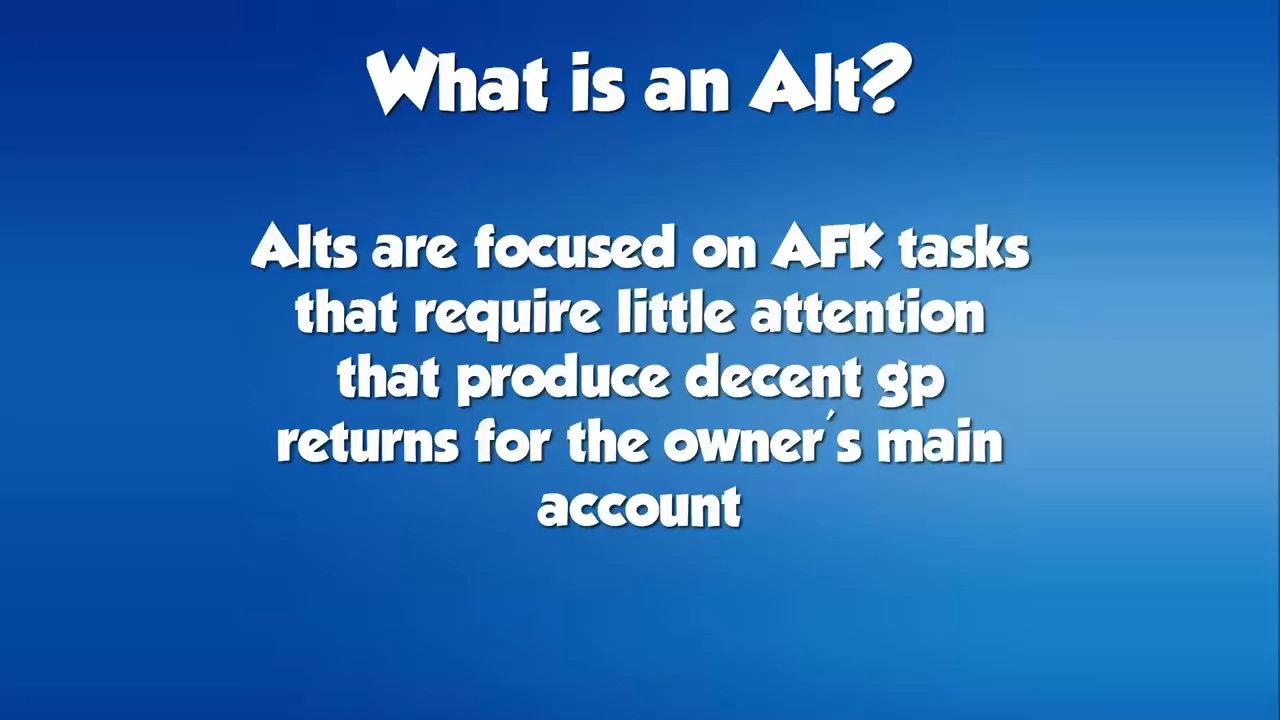 What is an Alt?
Alts are focused on AFK tasks
that require little attention
that produce decent gp
returns for the owner's main
account